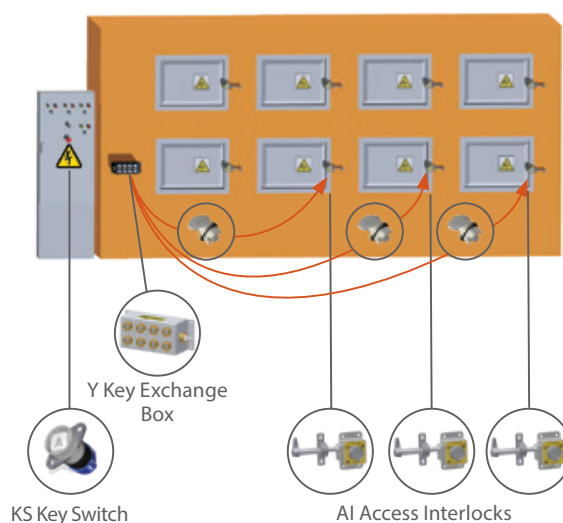 Y Key Exchange
Box
A
KS Key Switch
AI Access Interlocks